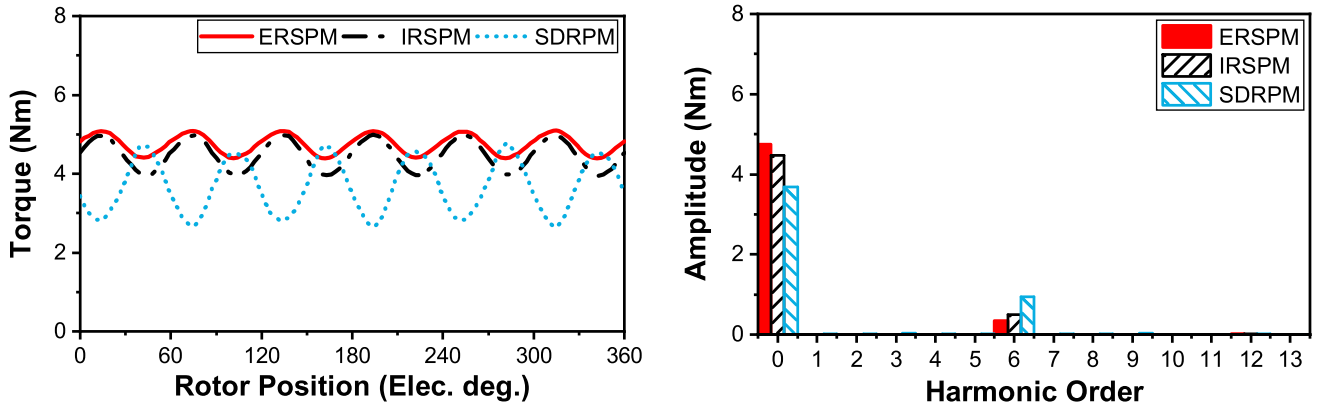 8
6
4
2
0
Torque (Nm)
ERSPM IRSPM SDRPM
0 60 120 180 240 300 360
Rotor Position (Elec. deg.)
8
6
4
2
0
Amplitude (Nm)
ERSPM
IRSPM
SDRPM
0 1 2 3 4 5 6 7 8 9 10 11 12 13
Harmonic Order